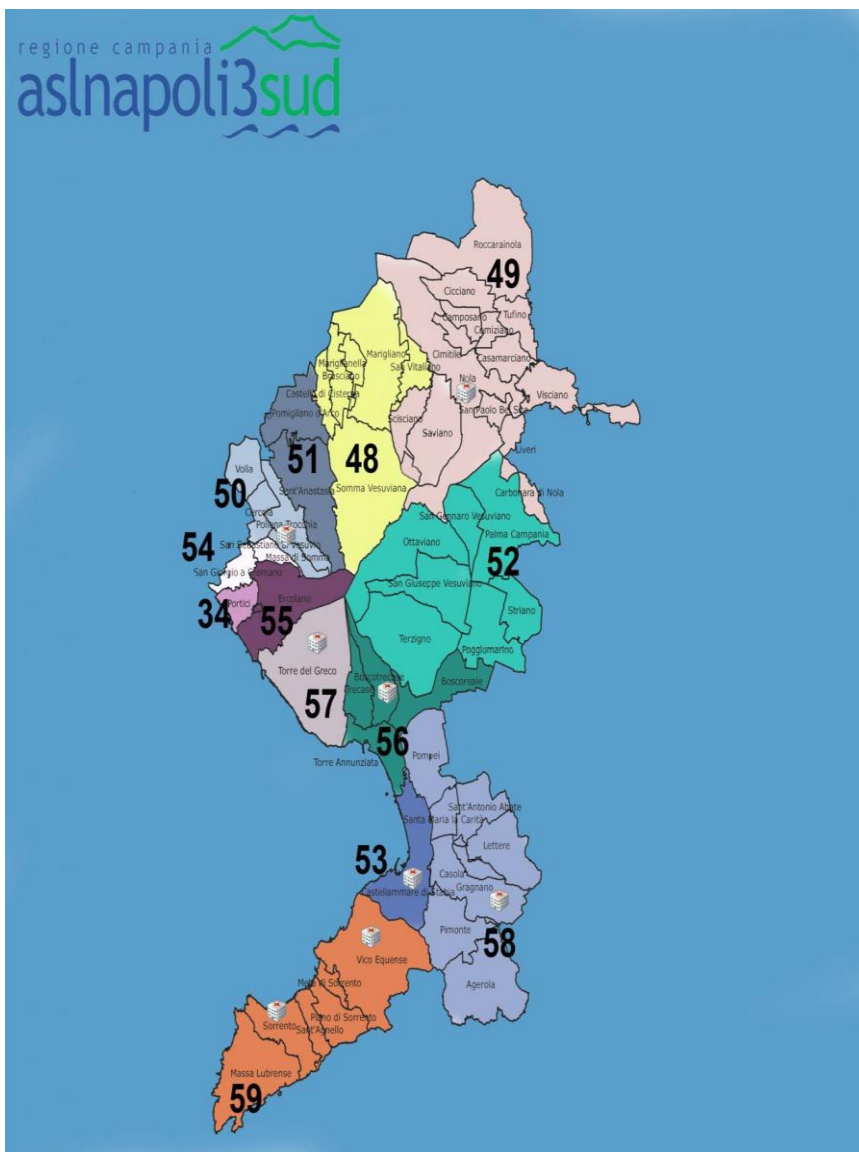 regione campania
aslnapoli3sud
Roccarainola
49
Cicciano
Camposano
Tufino
Comiziano
Marigliano
Cimitile
Casamarciano
Mariglianella
San Vitaliano
Brusciano
Nola
Visciano
Castello di Cisterna
San Paolo Bel Sito
Pomigliano d'Arco
Scisciano
Saviano
Liveri
51
48
Volla
50
Sant'Anastasia
Somma Vesuviana
Carbonara di Nola
Cercola
San Gennaro Vesuviano
Pollena Trocchia
Palma Campania
54
San Sebastiano al Vesuvio
Ottaviano
Massa di Somma
52
San Giorgio a Cremano
San Giuseppe Vesuviano
Ercolano
Portici
34
55
Striano
Terzigno
Poggiomarino
Torre del Greco
Boscotrecase
Boscoreale
Trecase
57
56
Pompei
Torre Annunziata
Sant'Antonio Abate
Santa Maria la Carità
Lettere
53
Casola
Gragnano
Castellammare di Stabia
Pimonte
58
Vico Equense
Meta di Sorrento
Agerola
Piano di Sorrento
Sorrento
Sant'Agnello
Massa Lubrense
59